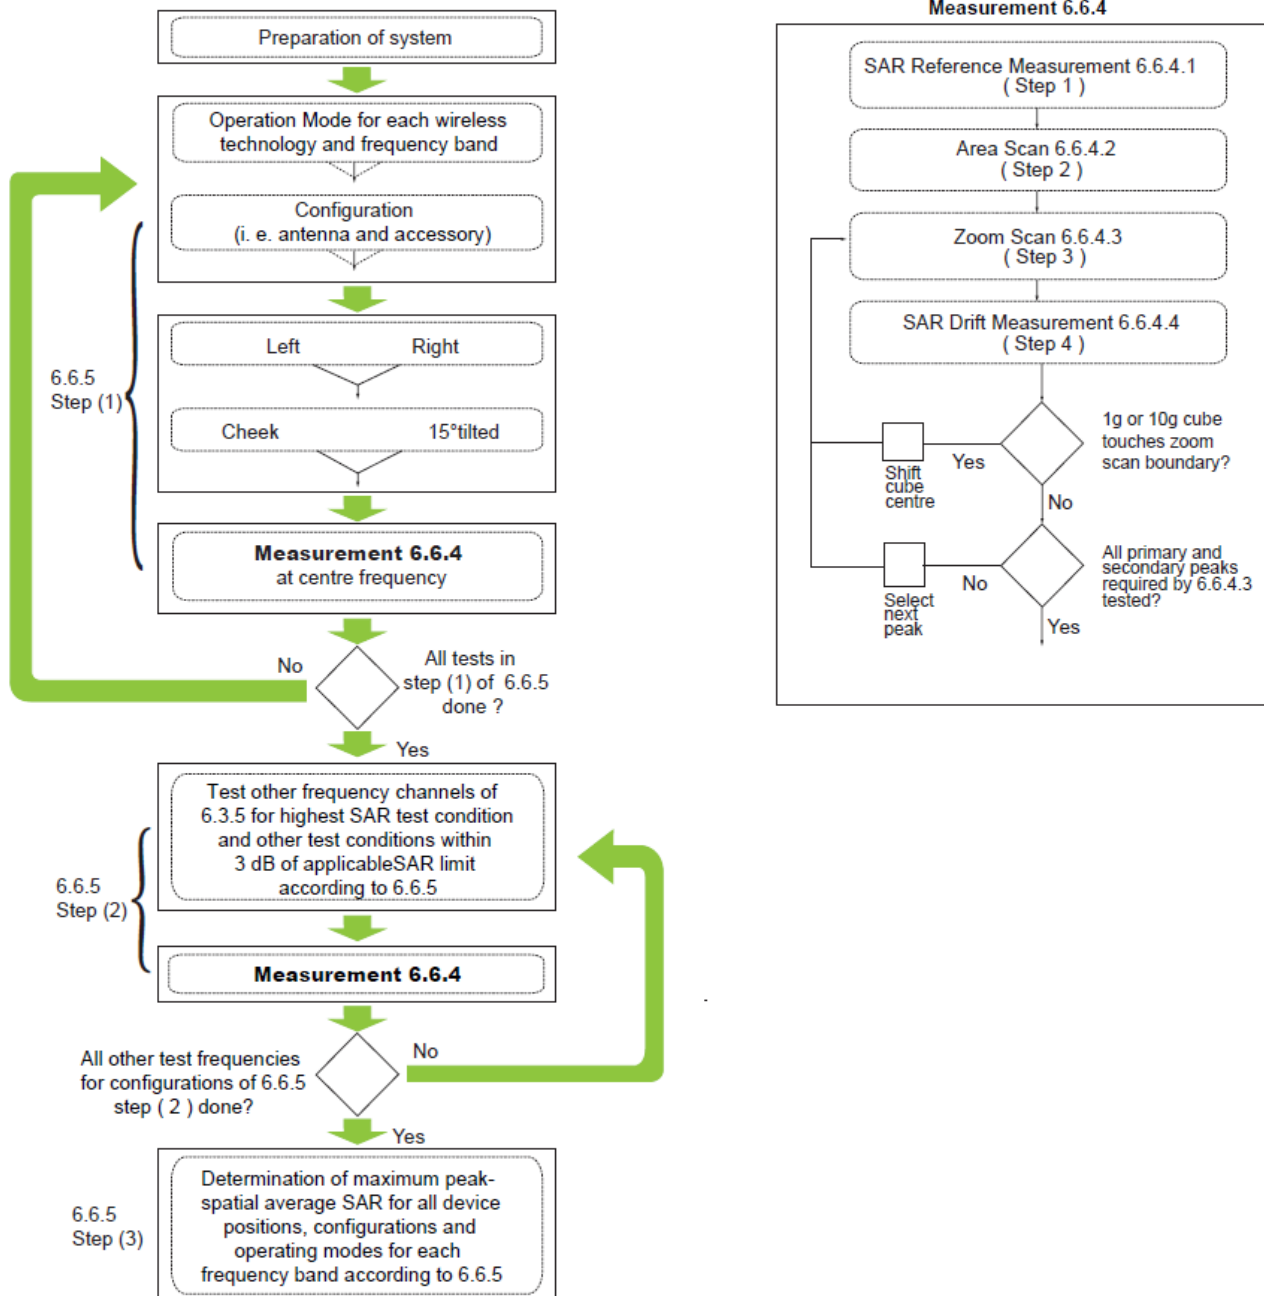 Preparation of system
Operation Mode for each wireless
technology and frequency band
Configuration
(i. e. antenna and accessory)
Left Right
6.6.5
Step (1)
Cheek 15°tilted
Measurement 6.6.4
at centre frequency
No
All tests in
step (1) of 6.6.5
done ?
Yes
Test other frequency channels of
6.3.5 for highest SAR test condition
and other test conditions within
3 dB of applicableSAR limit
according to 6.6.5
6.6.5
Step (2)
Measurement 6.6.4
All other test frequencies
for configurations of 6.6.5
step ( 2 ) done?
No
Yes
6.6.5
Step (3)
Determination of maximum peak-
spatial average SAR for all device
positions, configurations and
operating modes for each
frequency band according to 6.6.5
Measurement 6.6.4
SAR Reference Measurement 6.6.4.1
( Step 1 )
Area Scan 6.6.4.2
( Step 2 )
Zoom Scan 6.6.4.3
( Step 3 )
SAR Drift Measurement 6.6.4.4
( Step 4 )
1g or 10g cube
touches zoom
scan boundary?
Yes
Shift
cube
centre
No
All primary and
secondary peaks
required by 6.6.4.3
tested?
No
Select
next
peak
Yes